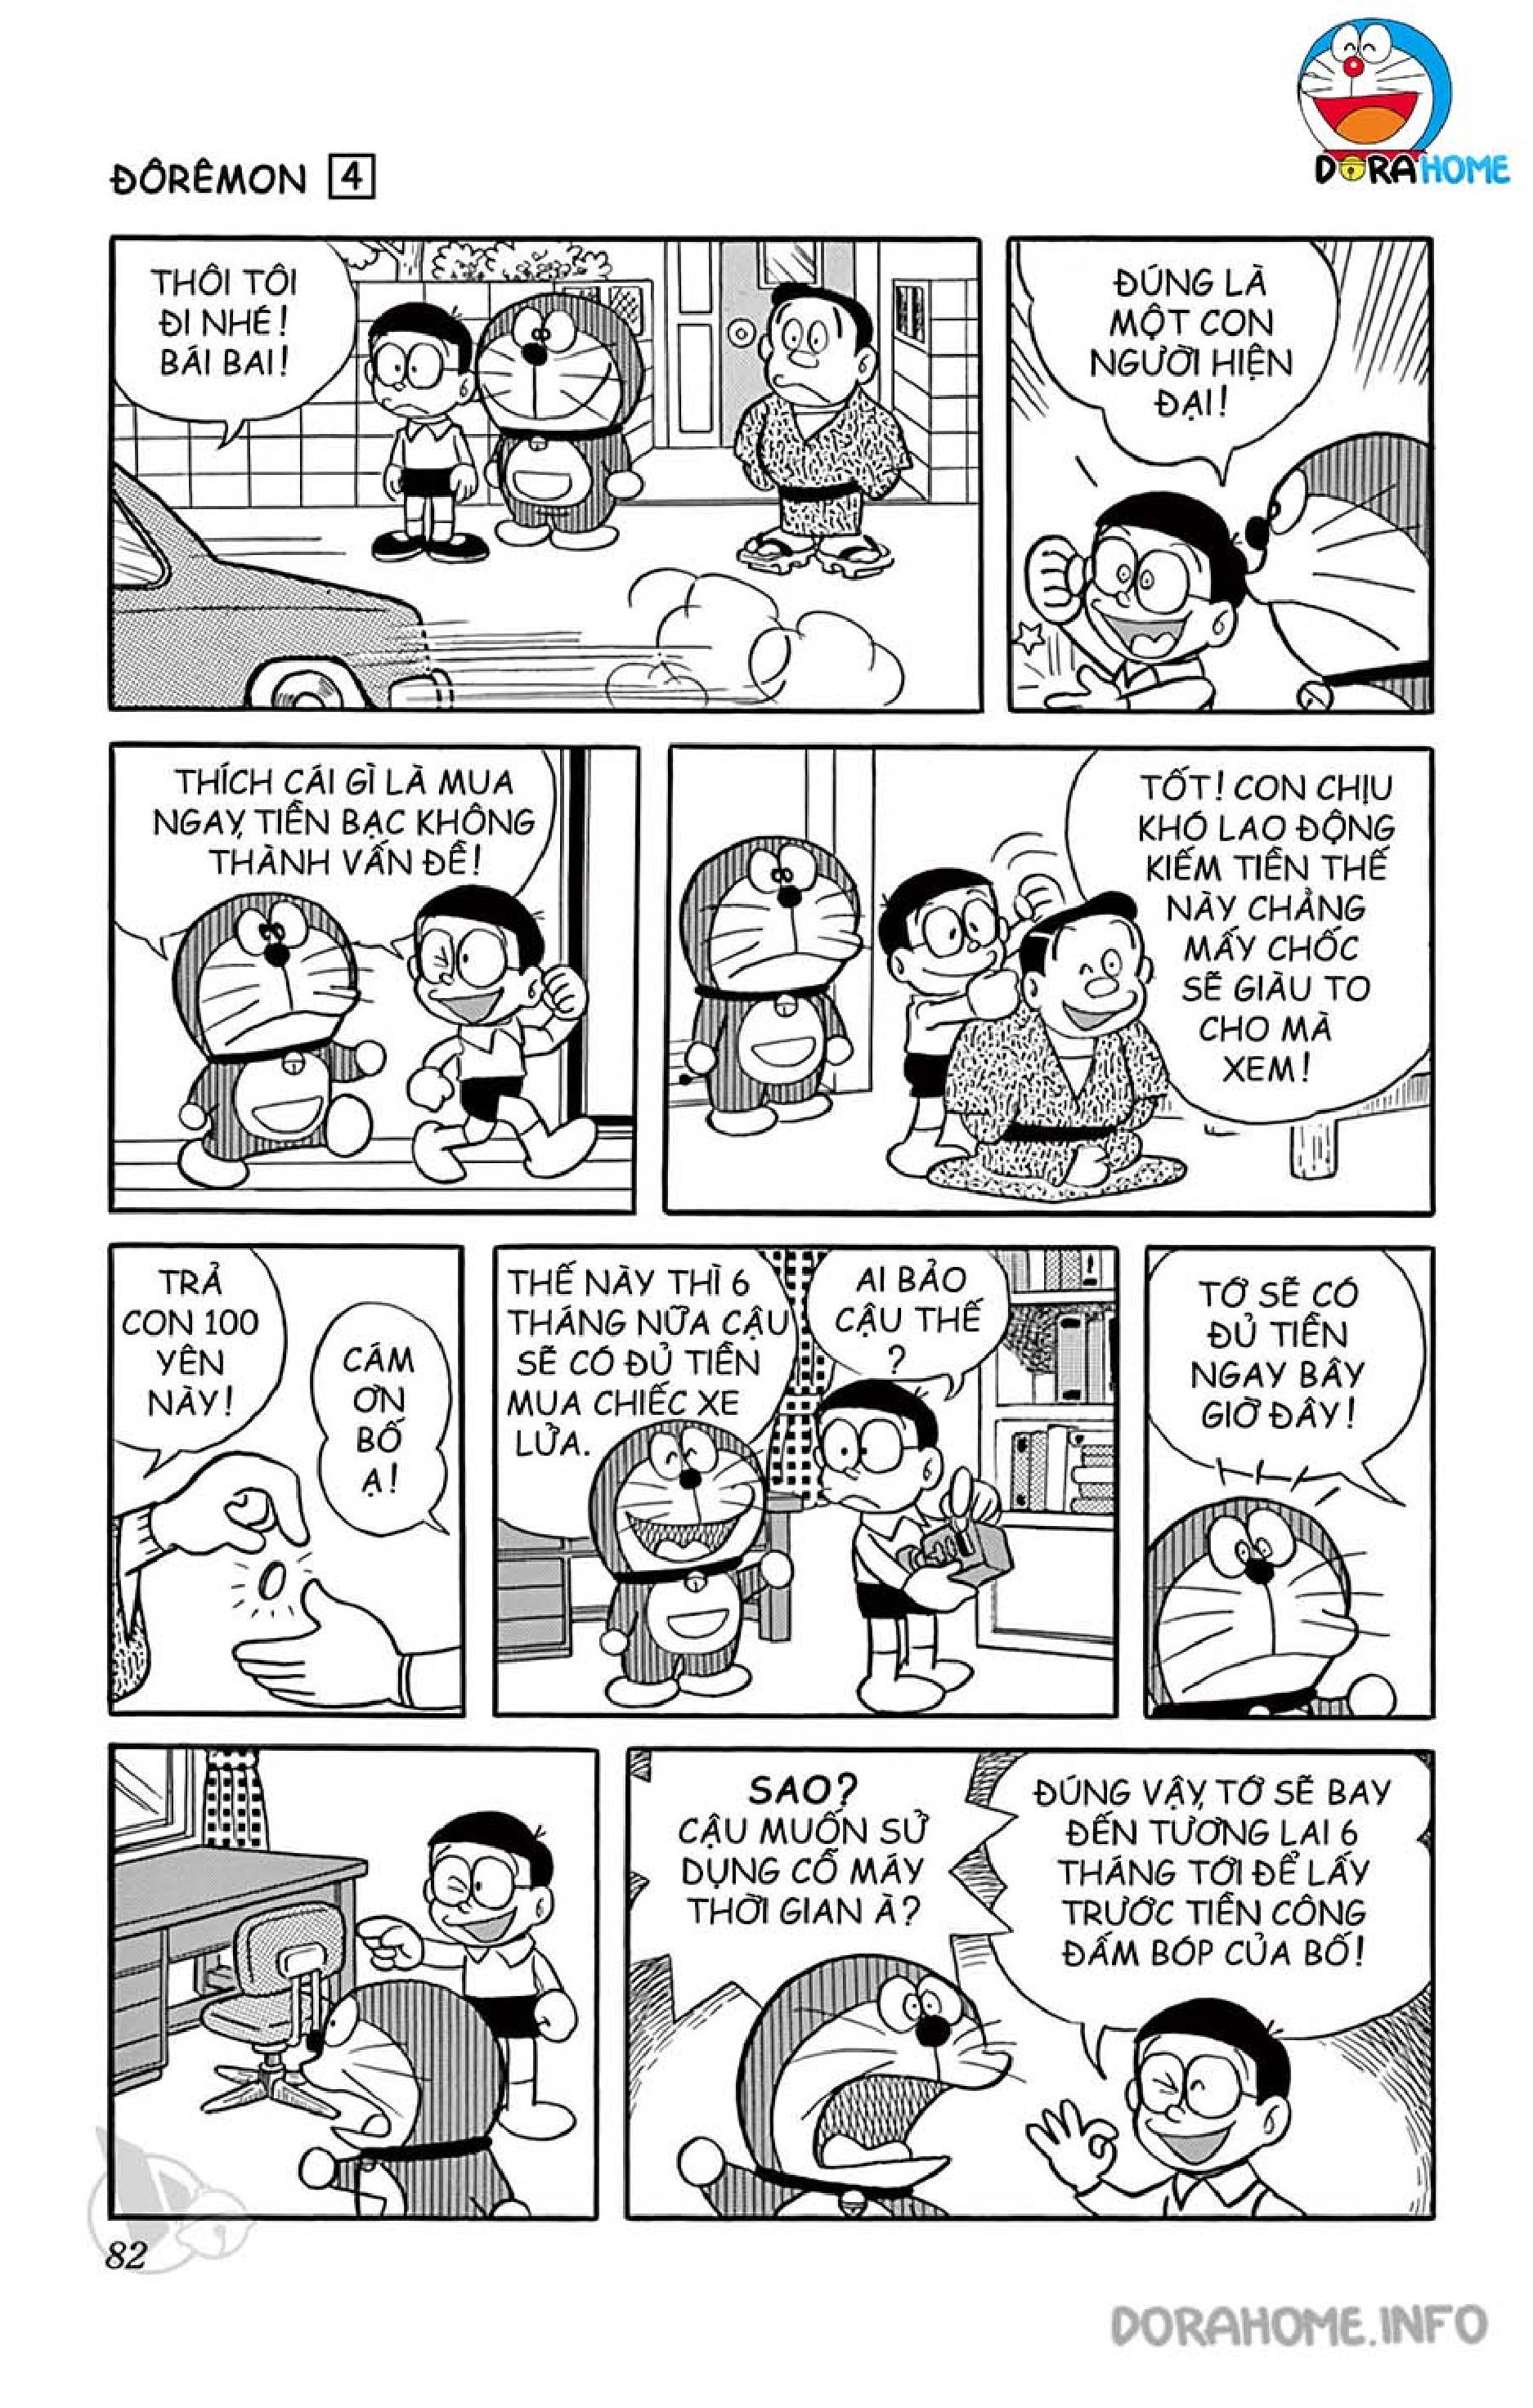 DORAHOME
ĐÔRÊMON 4
THÔI TÔI
ĐI NHÉ!
BÁI BAI!
ĐÚNG LÀ
MỘT CON
NGƯỜI HIỆN
ĐẠI!
THÍCH CÁI GÌ LÀ MUA
NGAY, TIỀN BẠC KHÔNG
THÀNH VẤN ĐỀ!
TỐT! CON CHỊU
KHÓ LAO ĐỘNG
KIẾM TIỀN THẾ
NÀY CHẲNG
MẤY CHỐC
SẼ GIÀU TO
CHO MÀ
XEM!
TRẢ
CON 100
YÊN
NÀY!
CÁM
ƠN
BỐ
Ạ!
THẾ NÀY THÌ 6
THÁNG NỮA CẬU
SẼ CÓ ĐỦ TIỀN
MUA CHIẾC XE
LỬA.
AI BẢO
CẬU THẾ
?
TỚ SẼ CÓ
ĐỦ TIỀN
NGAY BÂY
GIỜ ĐÂY!
SAO?
CẬU MUỐN SỬ
DỤNG CỖ MÁY
THỜI GIAN À?
ĐÚNG VẬY, TỚ SẼ BAY
ĐẾN TƯƠNG LAI 6
THÁNG TỚI ĐỂ LẤY
TRƯỚC TIỀN CÔNG
ĐẤM BÓP CỦA BỐ!
82
DORAHOME.INFO